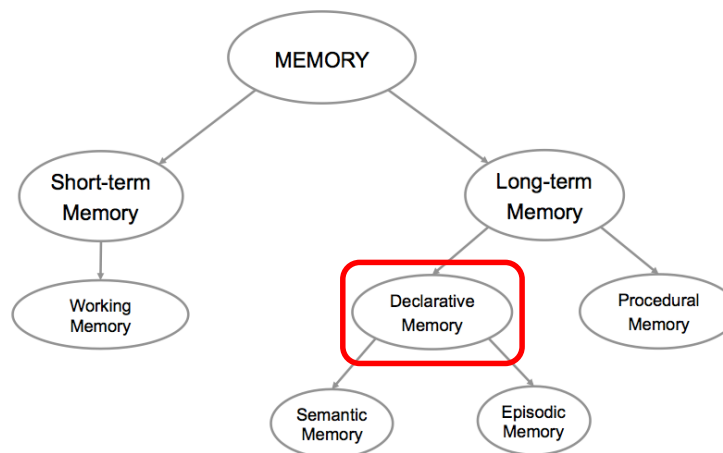 MEMORY
Short-term
Memory
Long-term
Memory
Working
Memory
Declarative
Memory
Procedural
Memory
Semantic
Memory
Episodic
Memory